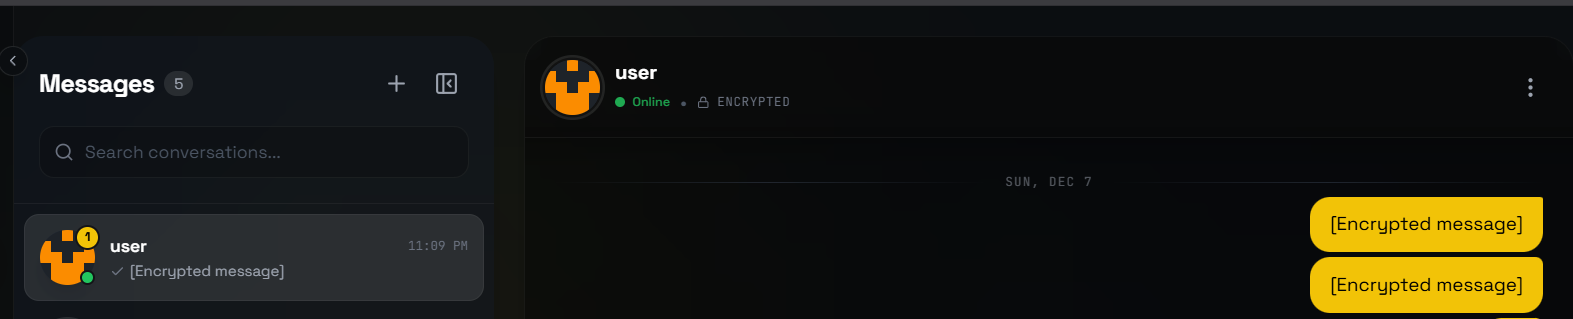 Messages 5
Search conversations...
1
user 11:09 PM
[Encrypted message]
user
Online • ENCRYPTED
SUN, DEC 7
[Encrypted message]
[Encrypted message]